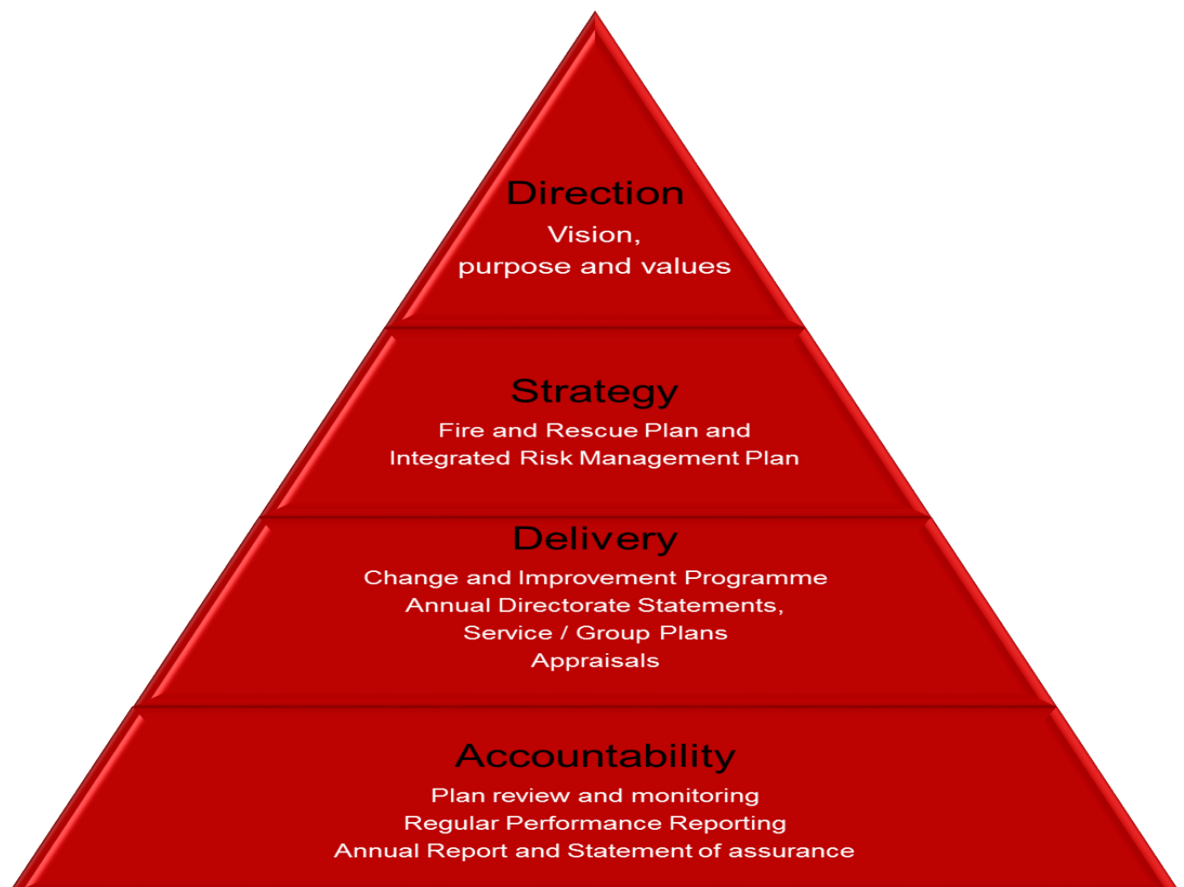 Direction
Vision,
purpose and values
Strategy
Fire and Rescue Plan and
Integrated Risk Management Plan
Delivery
Change and Improvement Programme
Annual Directorate Statements,
Service / Group Plans
Appraisals
Accountability
Plan review and monitoring
Regular Performance Reporting
Annual Report and Statement of assurance